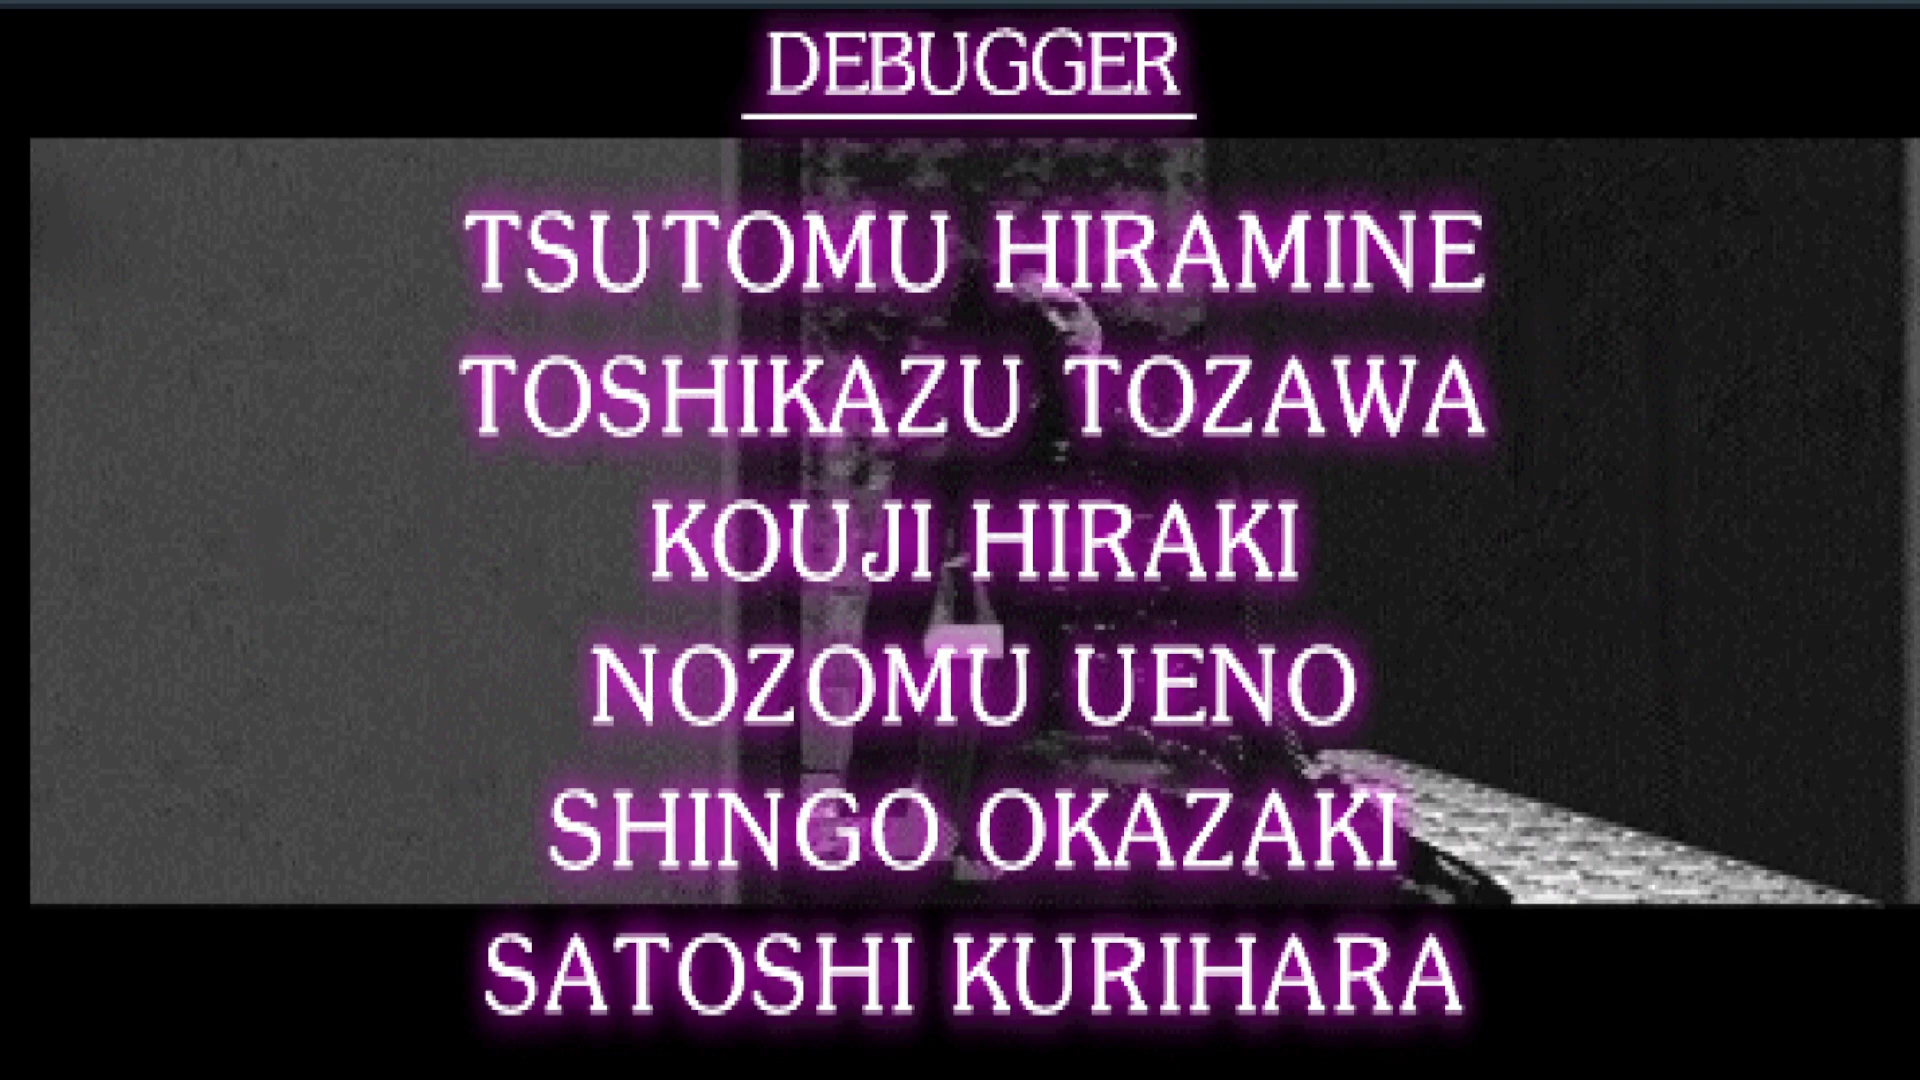 DEBUGGER
TSUTOMU HIRAMINE
TOSHIKAZU TOZAWA
KOUJI HIRAKI
NOZOMU UENO
SHINGO OKAZAKI
SATOSHI KURIHARA